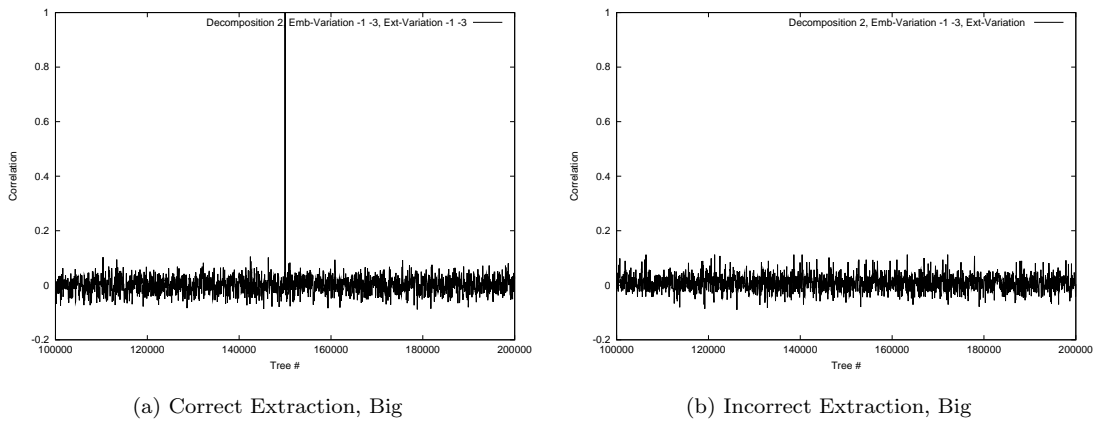 Decomposition 2, Emb-Variation -1 -3, Ext-Variation -1 -3
1
0.8
0.6
0.4
0.2
0
-0.2
Correlation
100000 120000 140000 160000 180000 200000
Tree #
(a) Correct Extraction, Big
Decomposition 2, Emb-Variation -1 -3, Ext-Variation
1
0.8
0.6
0.4
0.2
0
-0.2
Correlation
100000 120000 140000 160000 180000 200000
Tree #
(b) Incorrect Extraction, Big